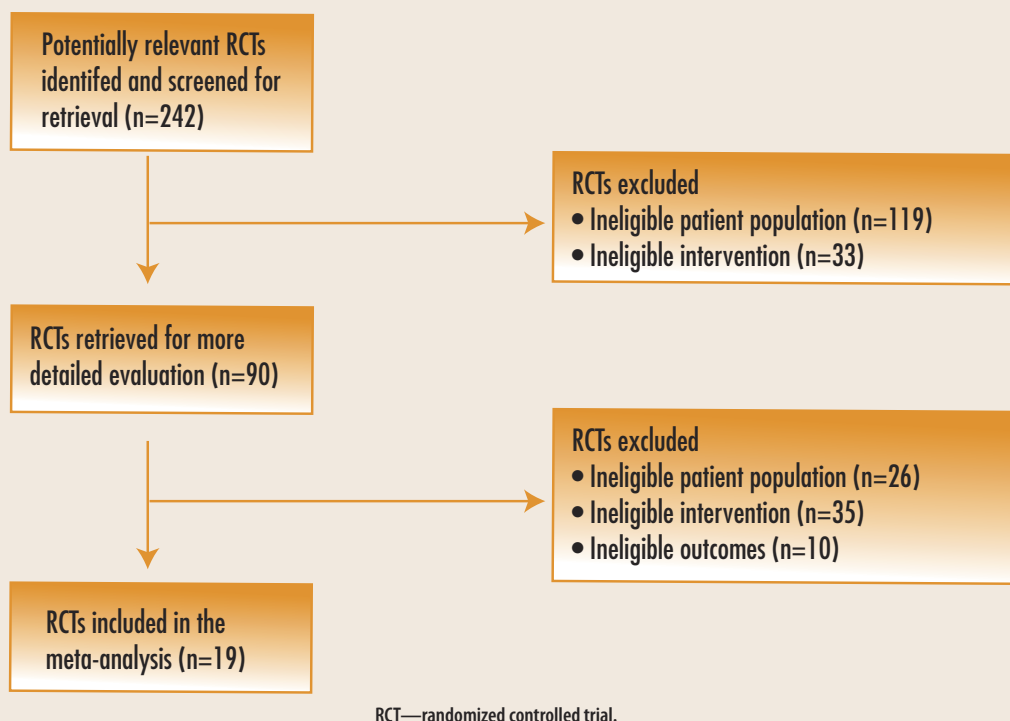 Potentially relevant RCTs
identifed and screened for
retrieval (n=242)
RCTs excluded
• Ineligible patient population (n=119)
• Ineligible intervention (n=33)
RCTs retrieved for more
detailed evaluation (n=90)
RCTs excluded
• Ineligible patient population (n=26)
• Ineligible intervention (n=35)
• Ineligible outcomes (n=10)
RCTs included in the
meta-analysis (n=19)
RCT—randomized controlled trial.